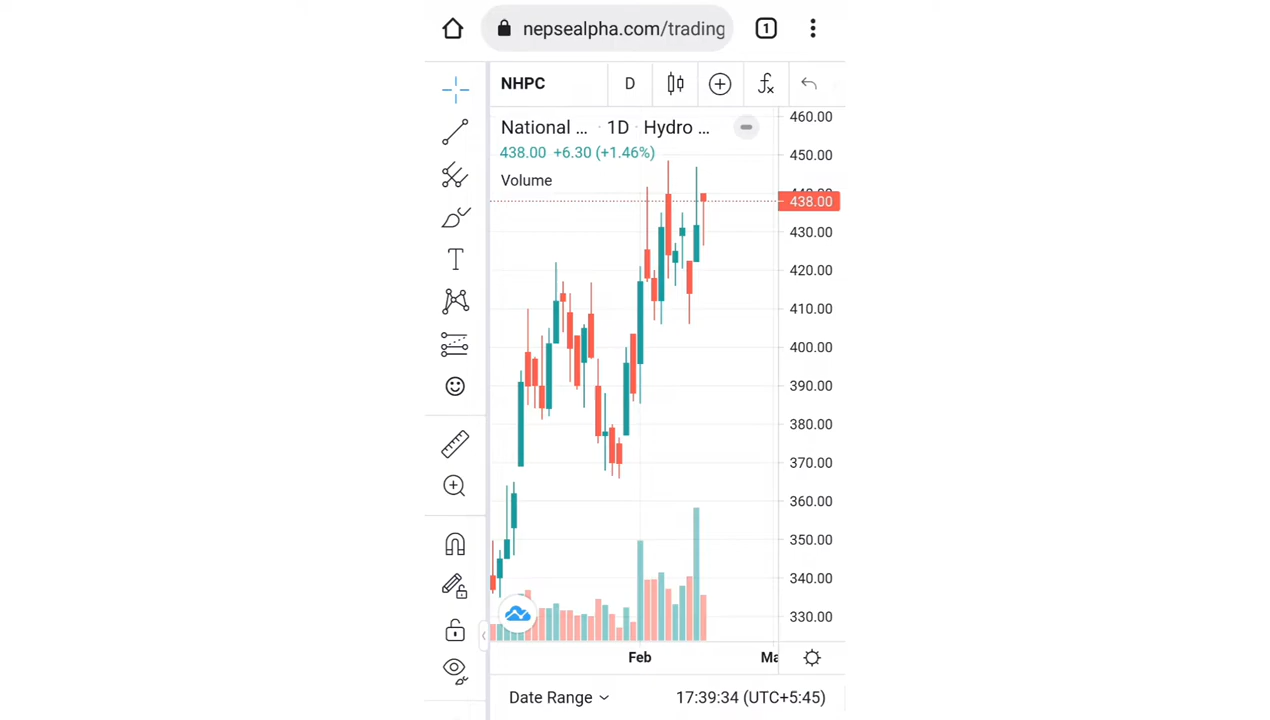 nepsealpha.com/trading
1
NHPC
D
National ... · 1D · Hydro ...
438.00 +6.30 (+1.46%)
Volume
460.00
450.00
438.00
430.00
420.00
410.00
400.00
390.00
380.00
370.00
360.00
350.00
340.00
330.00
Feb
Date Range
17:39:34 (UTC+5:45)